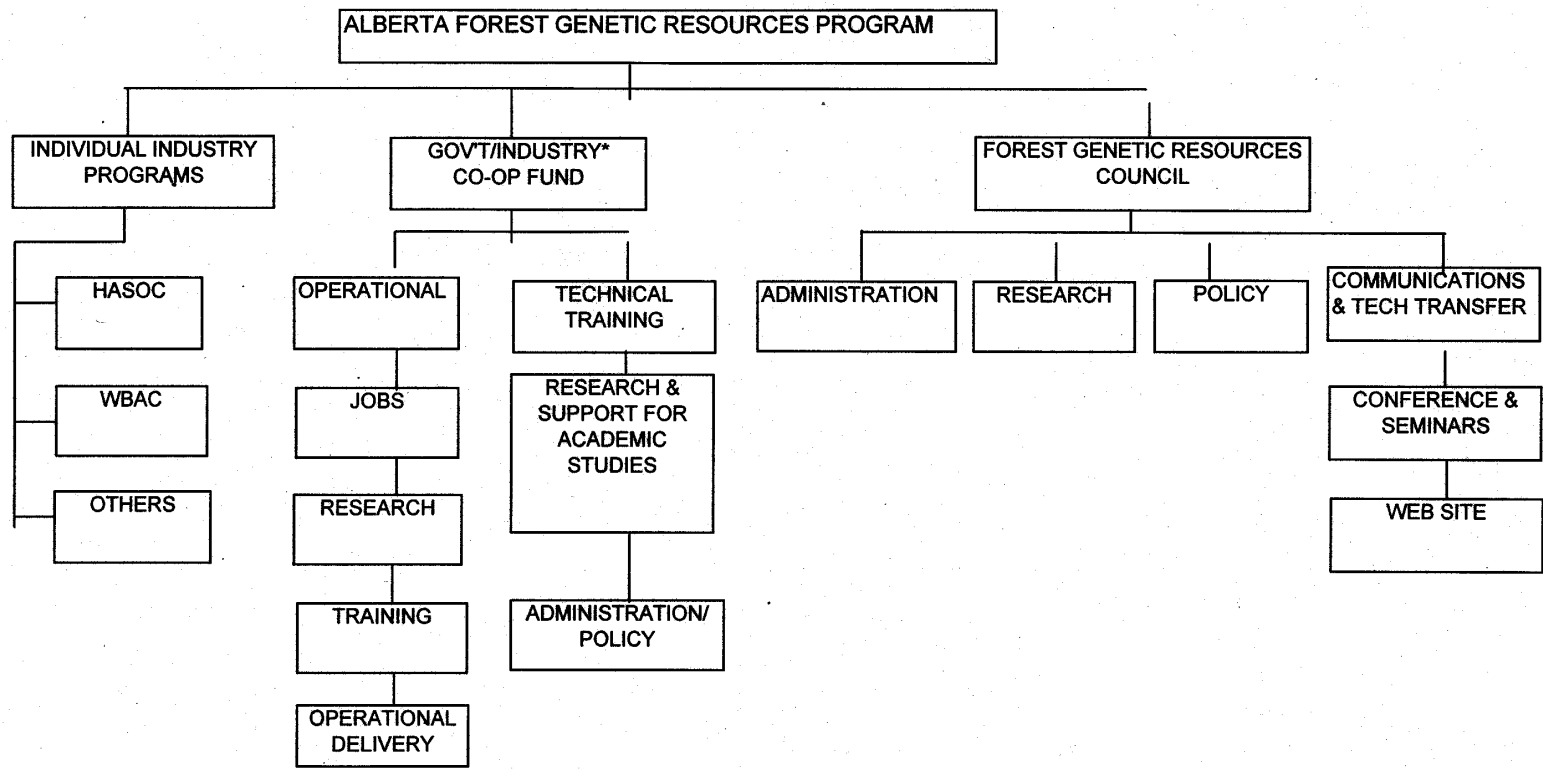 ALBERTA FOREST GENETIC RESOURCES PROGRAM
INDIVIDUAL INDUSTRY
PROGRAMS
GOV'T/INDUSTRY*
CO-OP FUND
FOREST GENETIC RESOURCES
COUNCIL
HASOC
WBAC
OTHERS
OPERATIONAL
JOBS
RESEARCH
TRAINING
OPERATIONAL
DELIVERY
TECHNICAL
TRAINING
RESEARCH &
SUPPORT FOR
ACADEMIC
STUDIES
ADMINISTRATION/
POLICY
ADMINISTRATION
RESEARCH
POLICY
COMMUNICATIONS
& TECH TRANSFER
CONFERENCE &
SEMINARS
WEB SITE